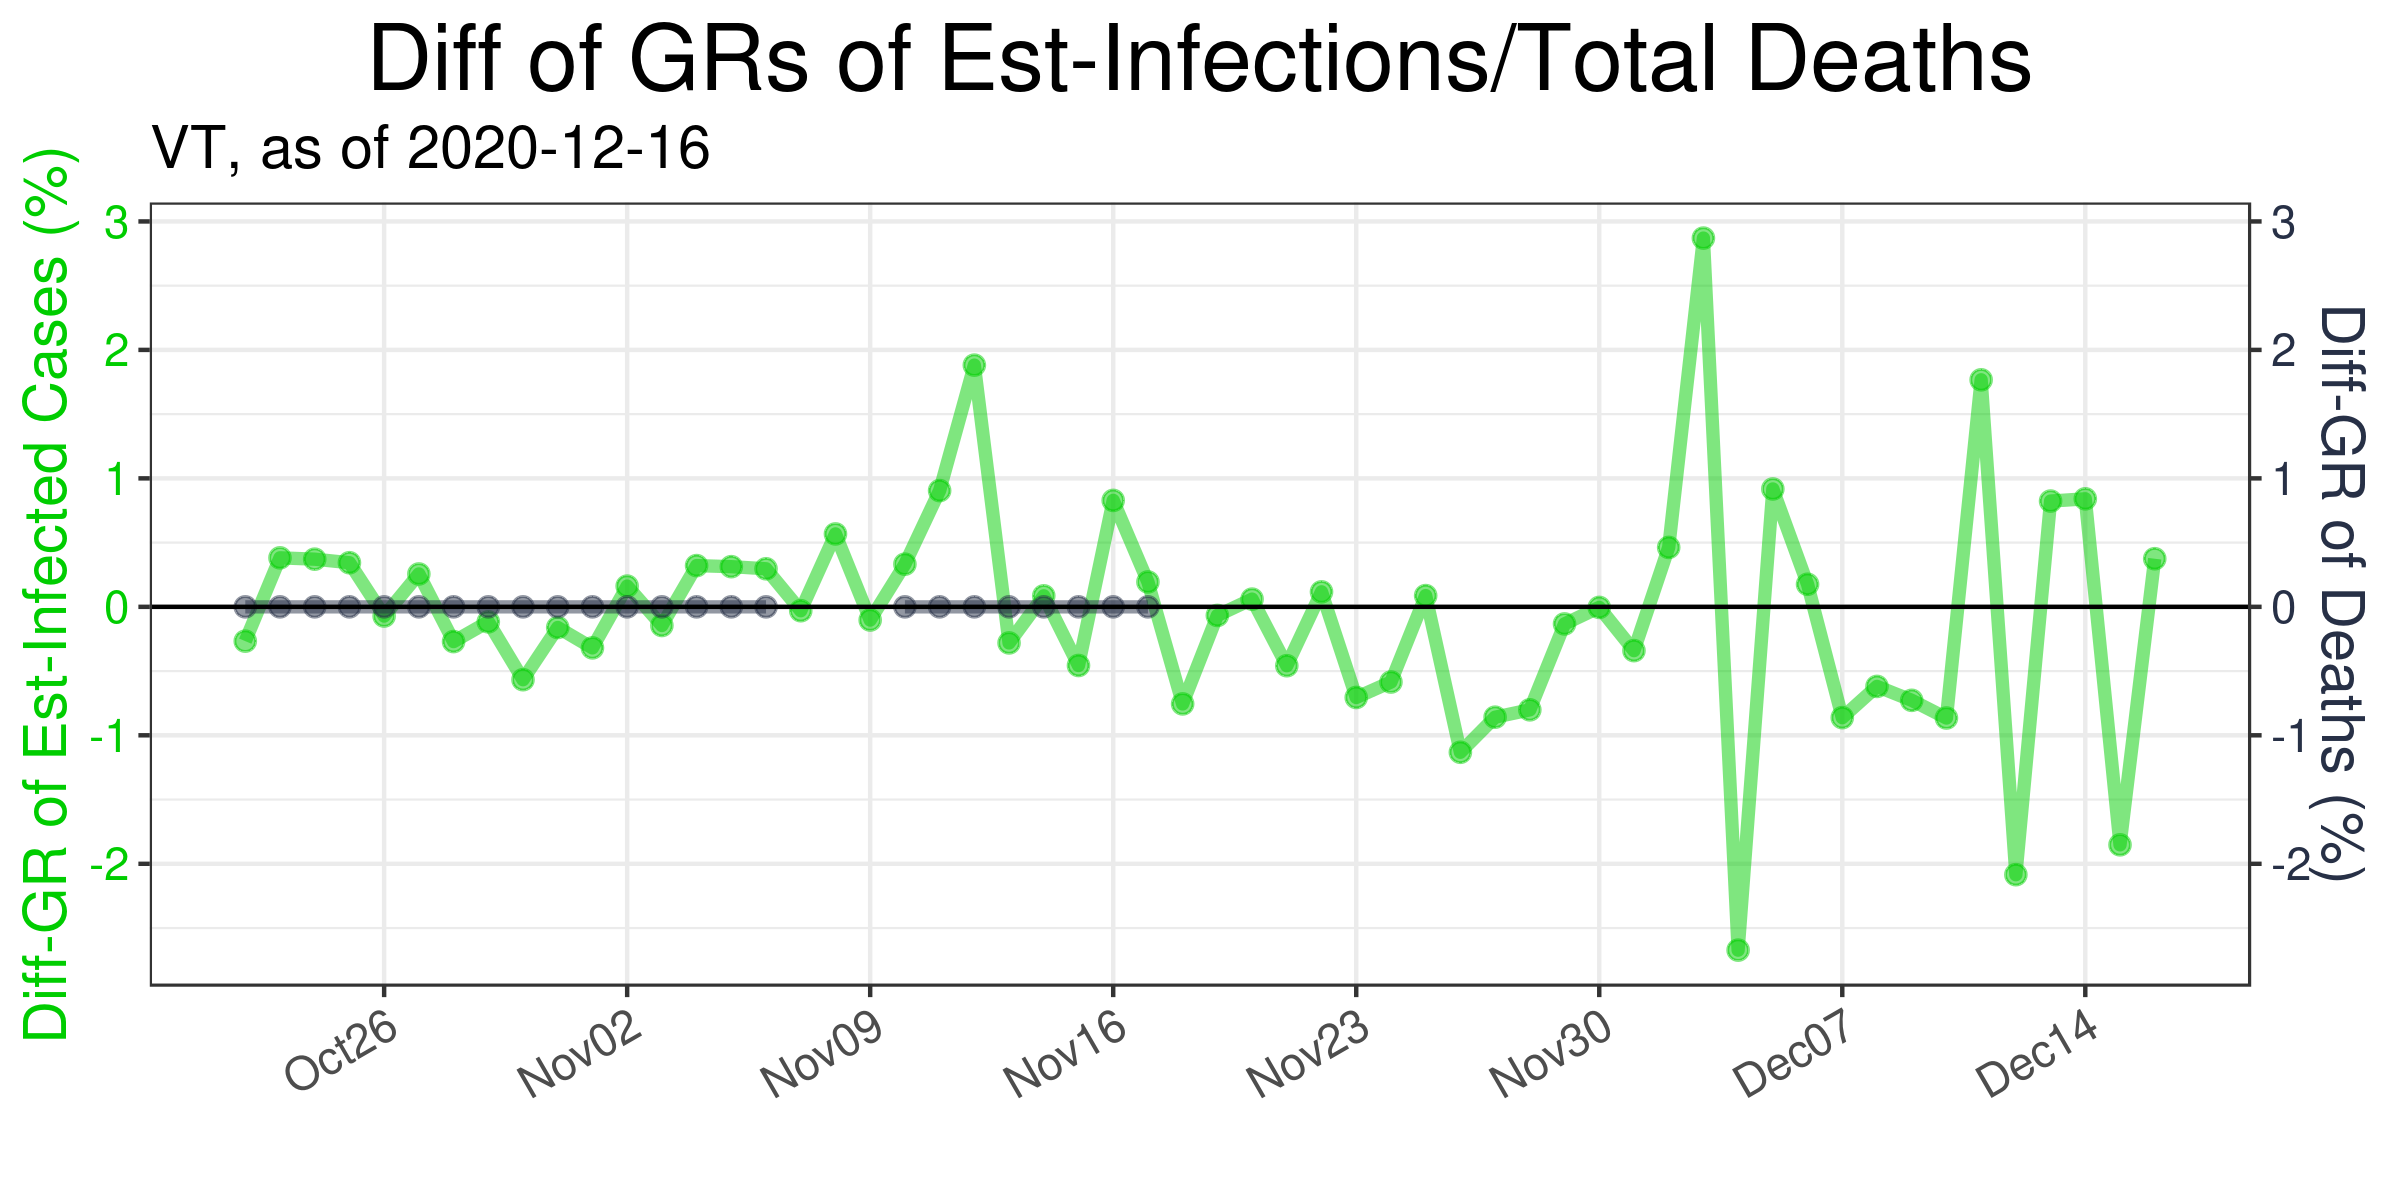 Diff of GRs of Est-Infections/Total Deaths
VT, as of 2020-12-16
Diff-GR of Est-Infected Cases (%)
3
2
1
0
-1
-2
3
2
1
0
-1
-2
Diff-GR of Deaths (%)
Oct26
Nov02
Nov09
Nov16
Nov23
Nov30
Dec07
Dec14